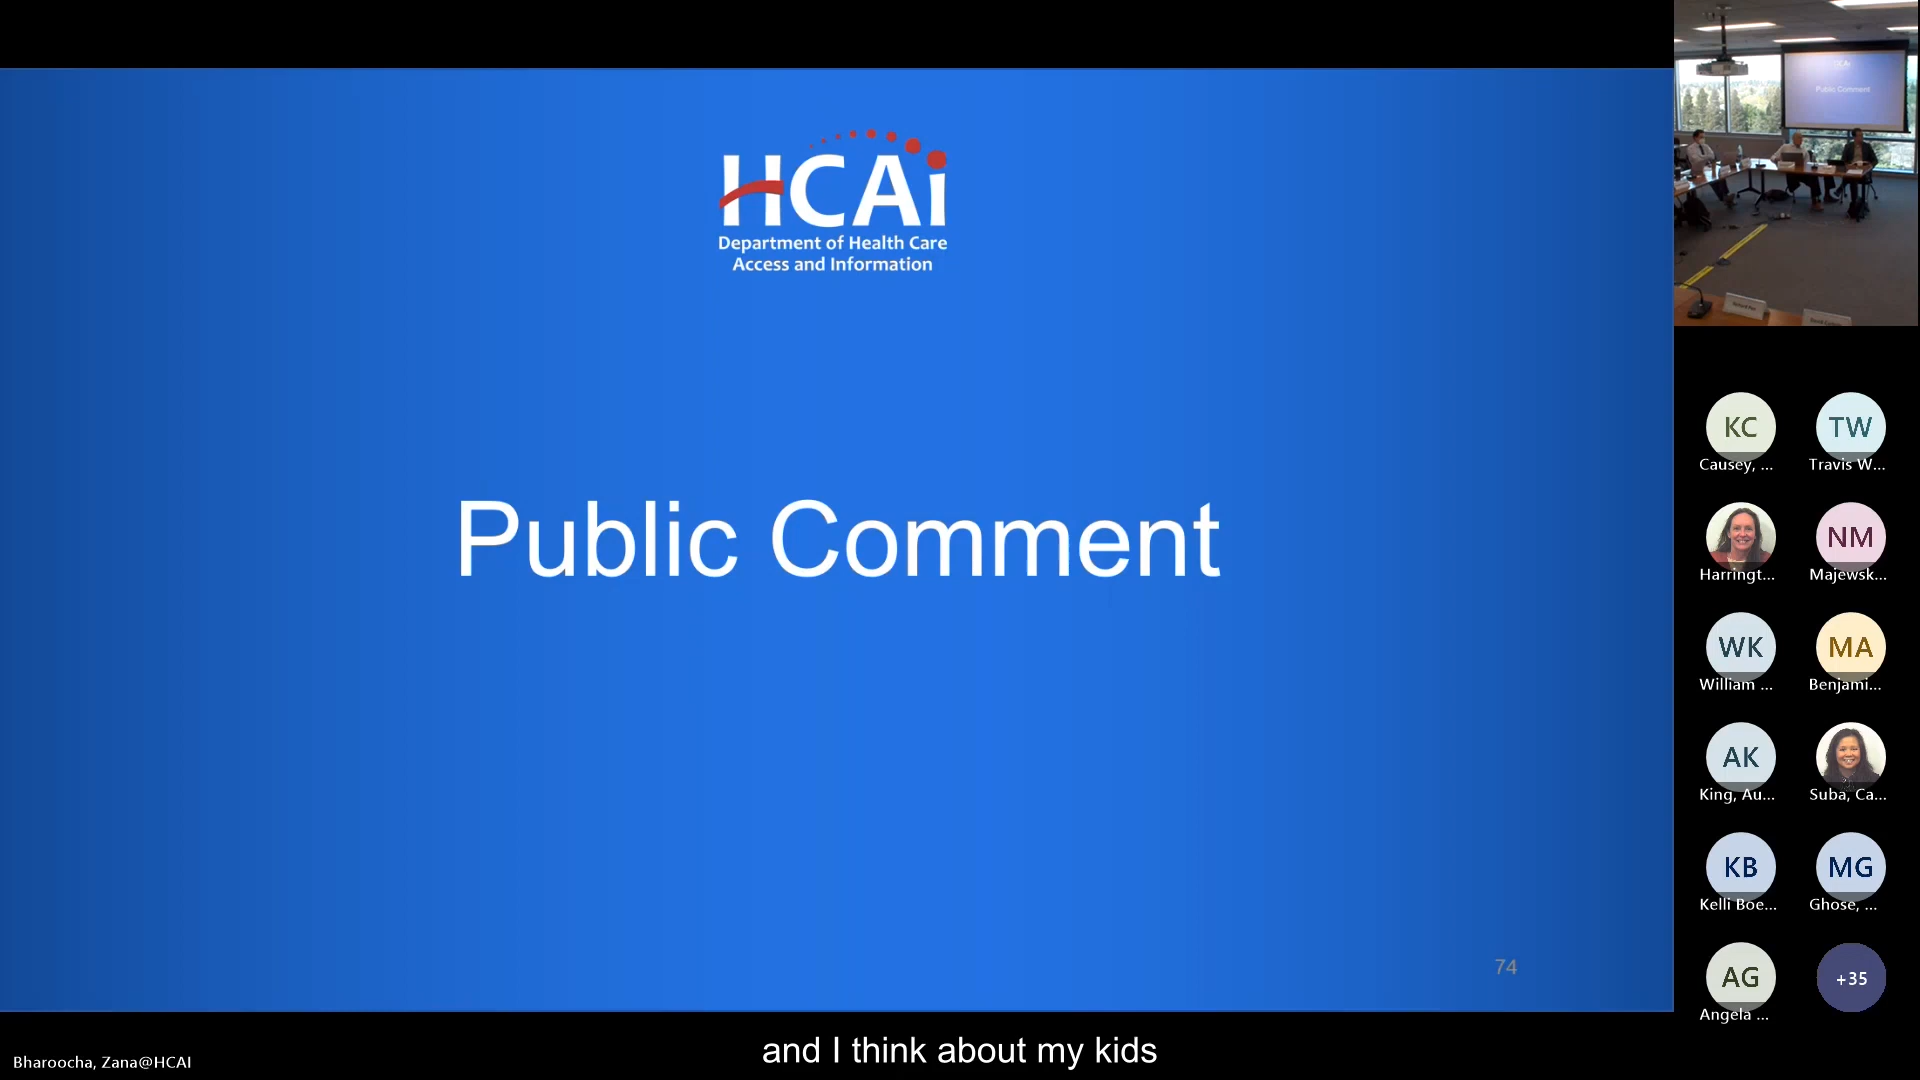 HCAi
Department of Health Care
Access and Information
Public Comment
74
Public Comment
KC
Causey, ...
TW
Travis W...
Harringt...
NM
Majewsk...
WK
William ...
MA
Benjami...
AK
King, Au...
Suba, Ca...
KB
Kelli Boe...
MG
Ghose, ...
AG
Angela ...
+35
and I think about my kids
Bharoocha, Zana@HCAI